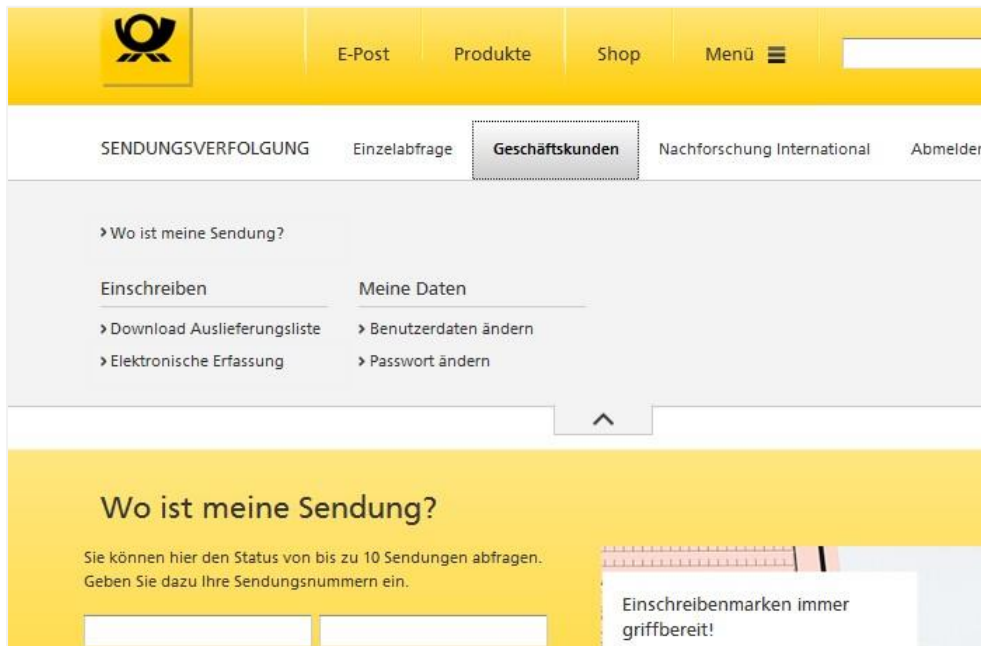 E-Post Produkte Shop Menü
SENDUNGSVERFOLGUNG Einzelabfrage Geschäftskunden Nachforschung International
Wo ist meine Sendung?
Einschreiben Meine Daten
Download Auslieferungsliste Benutzerdaten ändern
Elektronische Erfassung Passwort ändern
Wo ist meine Sendung?
Sie können hier den Status von bis zu 10 Sendungen abfragen.
Geben Sie dazu Ihre Sendungsnummern ein.
Einschreibenmarken immer
griffbereit!